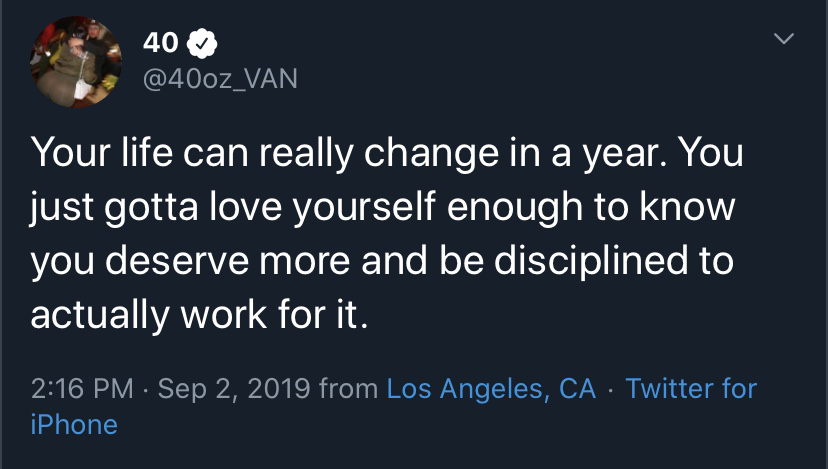 40
@40oz_VAN
Your life can really change in a year. You
just gotta love yourself enough to know
you deserve more and be disciplined to
actually work for it.
2:16 PM · Sep 2, 2019 from Los Angeles, CA · Twitter for
iPhone